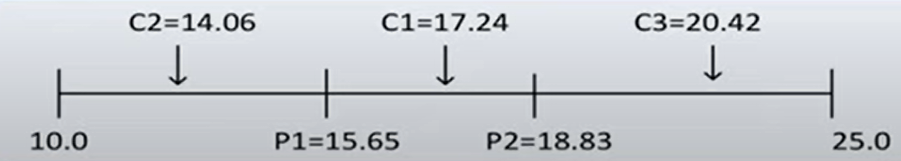 C2=14.06 C1=17.24 C3=20.42
10.0 P1=15.65 P2=18.83 25.0